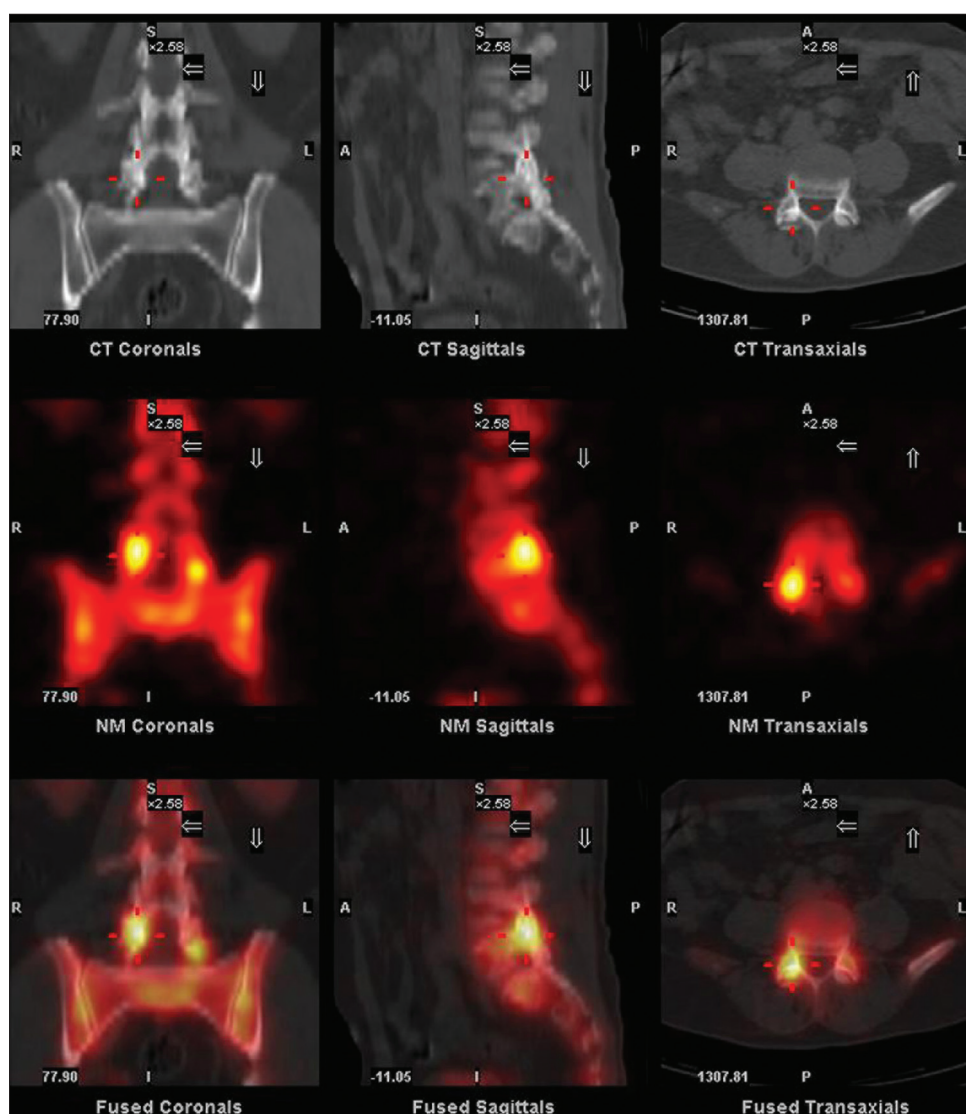 S S A
×2.58 ×2.58 ×2.58
⇐ ⇓ ⇐ ⇓ ⇐ ⇑
R L A P R L
77.90 I -11.05 I 1307.81 P
CT Coronals CT Sagittals CT Transaxials
S S A
×2.58 ×2.58 ×2.58
⇐ ⇓ ⇐ ⇓ ⇐ ⇑
R L A P R L
77.90 I -11.05 I 1307.81 P
NM Coronals NM Sagittals NM Transaxials
S S A
×2.58 ×2.58 ×2.58
⇐ ⇓ ⇐ ⇓ ⇐ ⇑
R L A P R L
77.90 I -11.05 I 1307.81 P
Fused Coronals Fused Sagittals Fused Transaxials